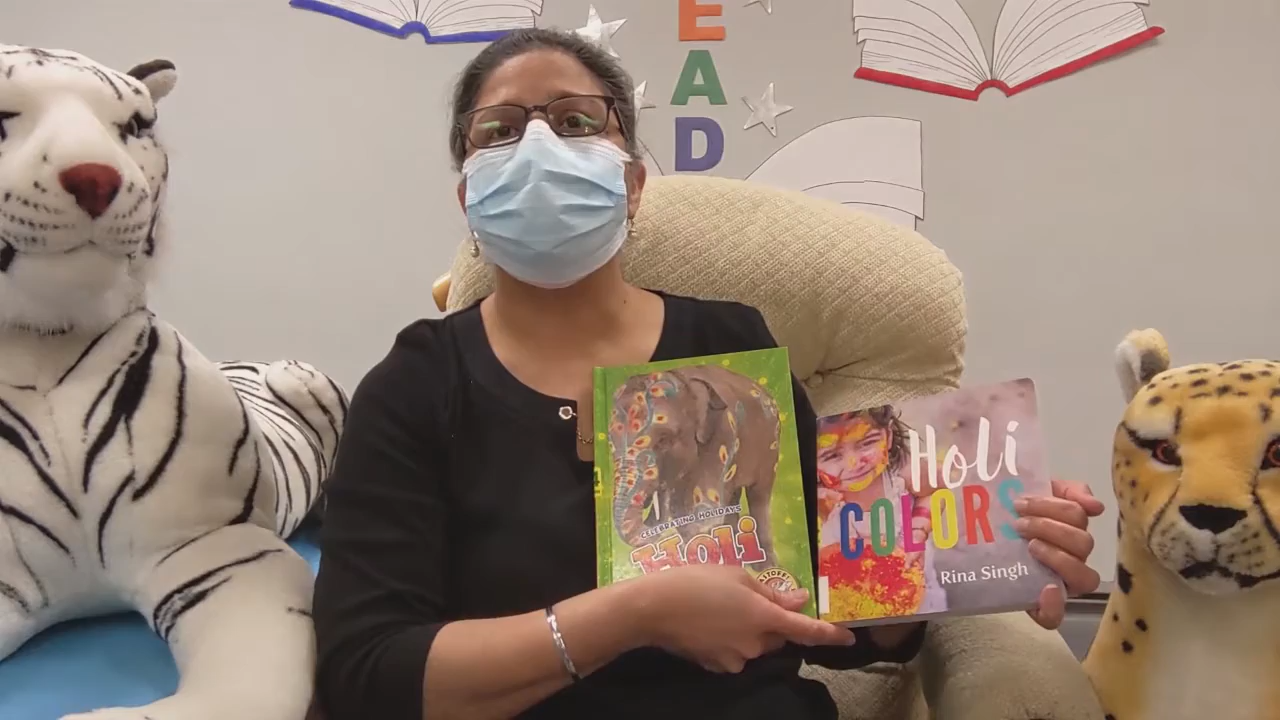 E
A
D
CELEBRATING HOLIDAYS
Holi
Holi
COLORS
Rina Singh